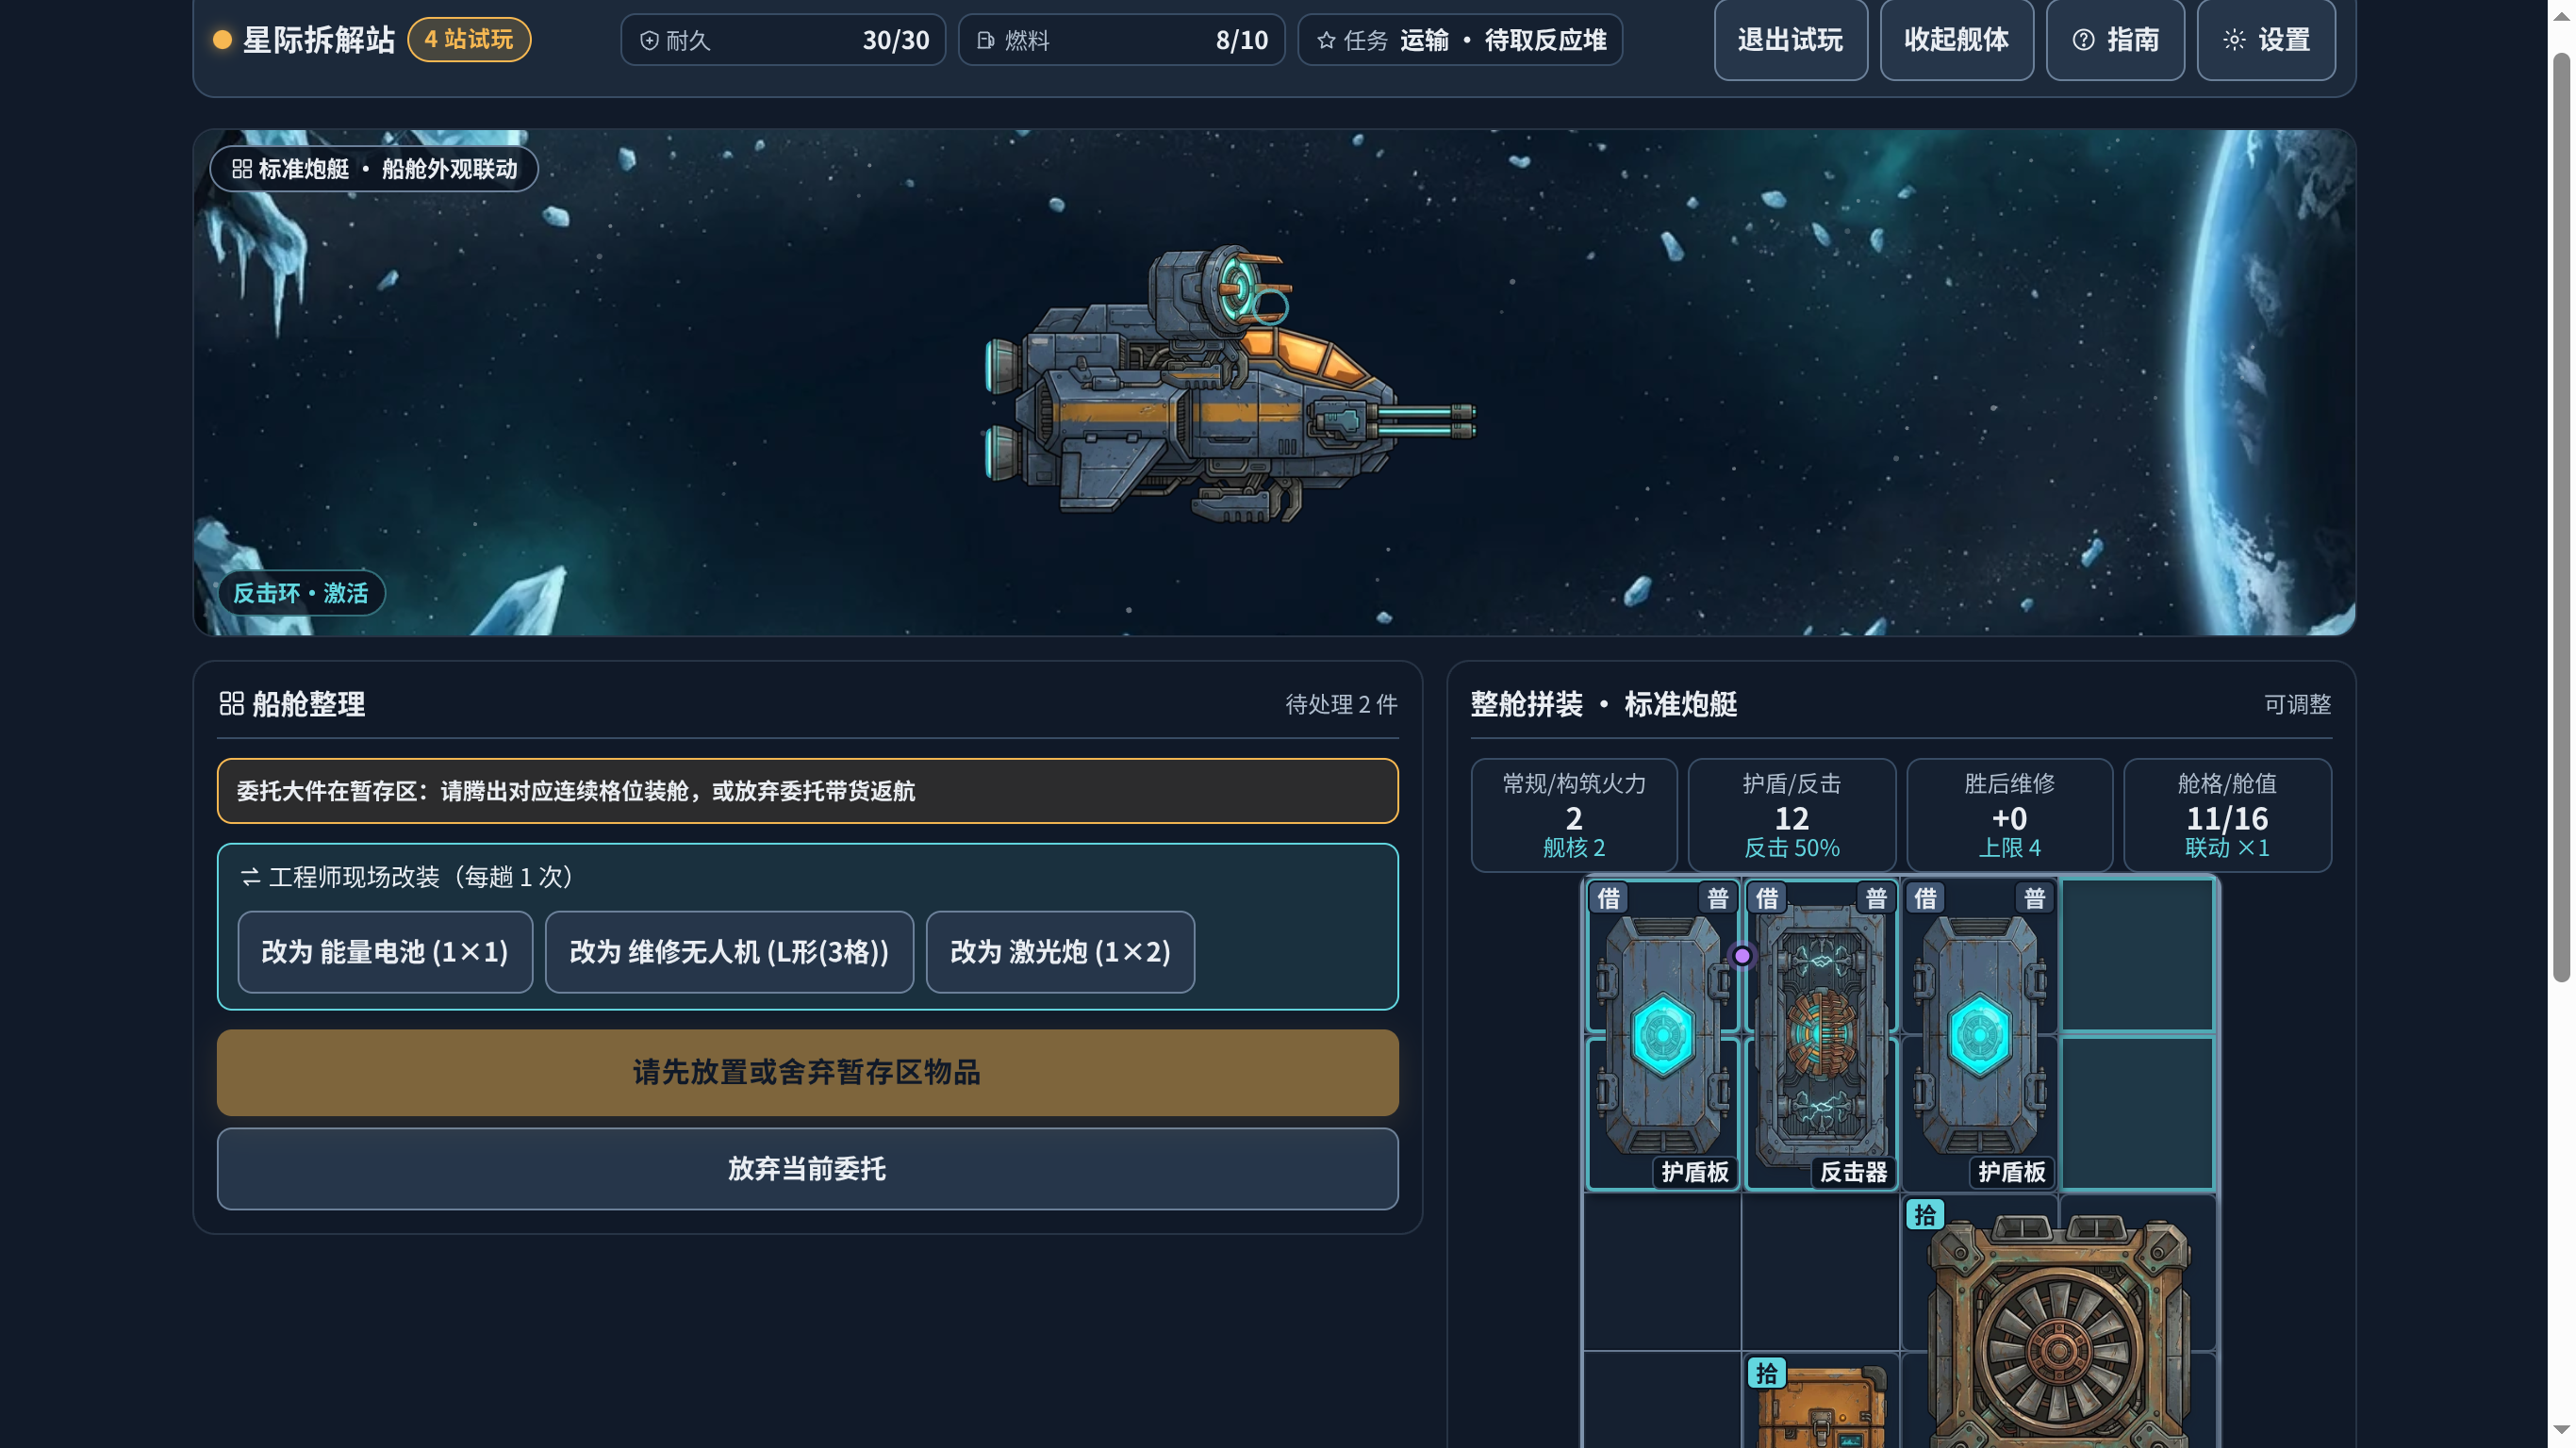 星际拆解站 4 站试玩 耐久 30/30 燃料 8/10 任务 运输 · 待取反应堆 退出试玩 收起舰体 指南 设置
标准炮艇 · 船舱外观联动
反击环·激活
船舱整理 待处理 2 件
委托大件在暂存区：请腾出对应连续格位装舱，或放弃委托带货返航
工程师现场改装（每趟 1 次）
改为 能量电池 (1×1) 改为 维修无人机 (L形(3格)) 改为 激光炮 (1×2)
请先放置或舍弃暂存区物品
放弃当前委托
整舱拼装 · 标准炮艇 可调整
常规/构筑火力 护盾/反击 胜后维修 舱格/舱值
2 12 +0 11/16
舰核 2 反击 50% 上限 4 联动 ×1
借 普 借 普 借 普
护盾板 反击器 护盾板
拾
拾